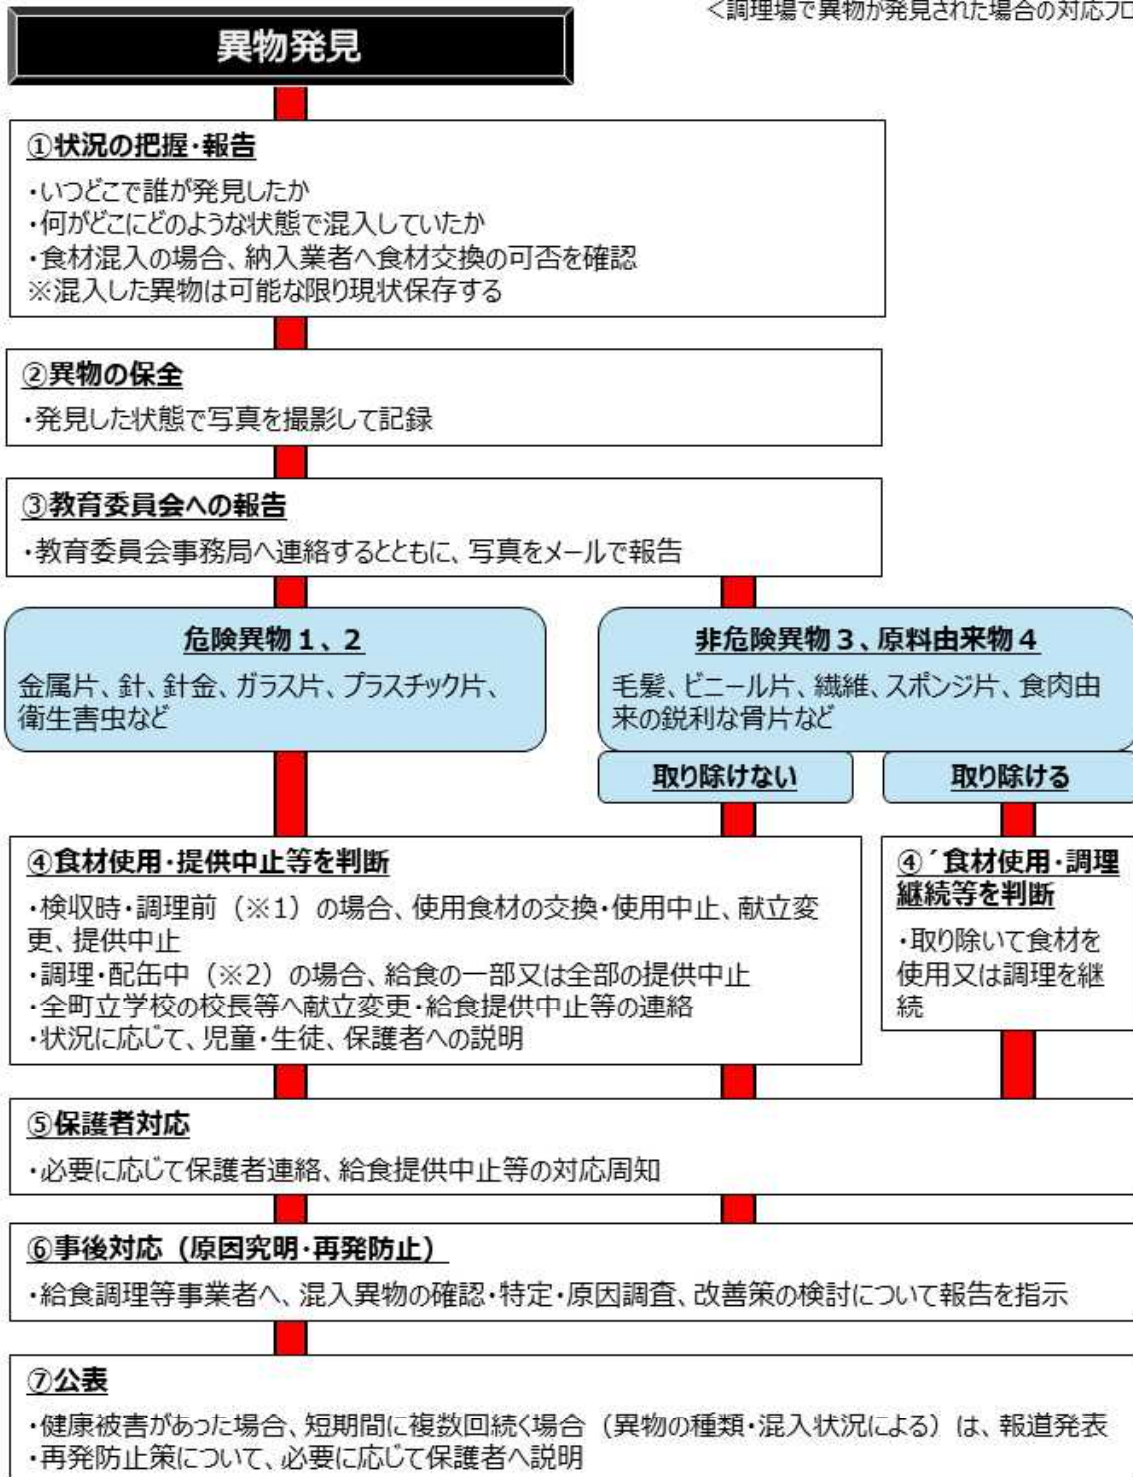 <調理場で異物が発見された場合の対応フロ
異物発見
①状況の把握・報告
・いつどこで誰が発見したか
・何がどこにどのような状態で混入していたか
・食材混入の場合、納入業者へ食材交換の可否を確認
※混入した異物は可能な限り現状保存する
②異物の保全
・発見した状態で写真を撮影して記録
③教育委員会への報告
・教育委員会事務局へ連絡するとともに、写真をメールで報告
危険異物1、2
金属片、針、針金、ガラス片、プラスチック片、
衛生害虫など
非危険異物3、原料由来物4
毛髪、ビニール片、繊維、スポンジ片、食肉由
来の鋭利な骨片など
取り除けない
取り除ける
④食材使用・提供中止等を判断
・検収時・調理前（※1）の場合、使用食材の交換・使用中止、献立変
更、提供中止
・調理・配缶中（※2）の場合、給食の一部又は全部の提供中止
・全町立学校の校長等へ献立変更・給食提供中止等の連絡
・状況に応じて、児童・生徒、保護者への説明
④´食材使用・調理
継続等を判断
・取り除いて食材を
使用又は調理を継
続
⑤保護者対応
・必要に応じて保護者連絡、給食提供中止等の対応周知
⑥事後対応（原因究明・再発防止）
・給食調理等事業者へ、混入異物の確認・特定・原因調査、改善策の検討について報告を指示
⑦公表
・健康被害があった場合、短期間に複数回続く場合（異物の種類・混入状況による）は、報道発表
・再発防止策について、必要に応じて保護者へ説明